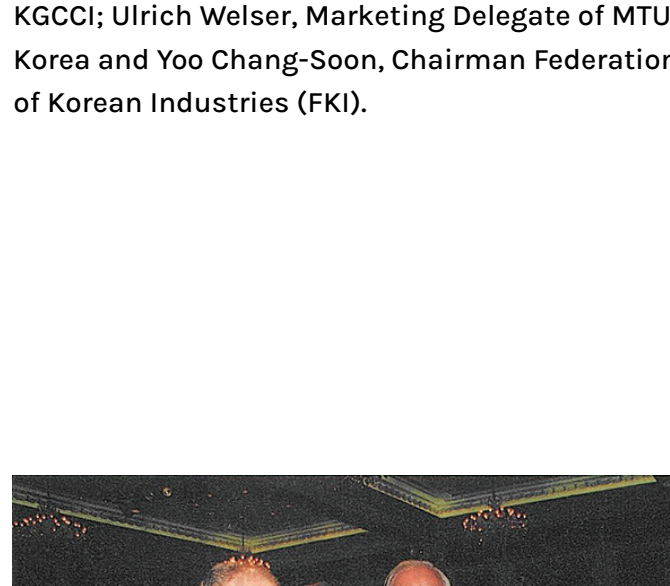 KGCCI; Ulrich Welser, Marketing Delegate of MTU
Korea and Yoo Chang-Soon, Chairman Federation
of Korean Industries (FKI).